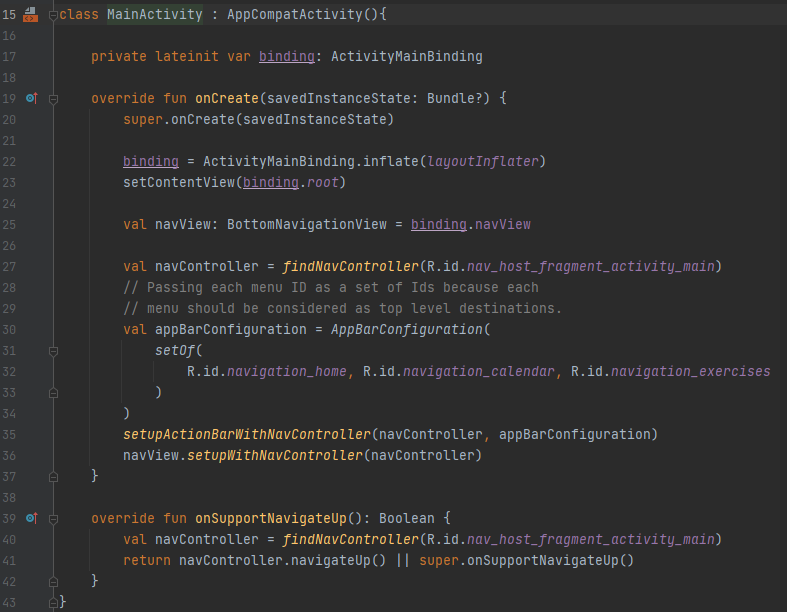 15 class MainActivity : AppCompatActivity(){
16
17     private lateinit var binding: ActivityMainBinding
18
19     override fun onCreate(savedInstanceState: Bundle?) {
20         super.onCreate(savedInstanceState)
21
22         binding = ActivityMainBinding.inflate(layoutInflater)
23         setContentView(binding.root)
24
25         val navView: BottomNavigationView = binding.navView
26
27         val navController = findNavController(R.id.nav_host_fragment_activity_main)
28         // Passing each menu ID as a set of Ids because each
29         // menu should be considered as top level destinations.
30         val appBarConfiguration = AppBarConfiguration(
31             setOf(
32                 R.id.navigation_home, R.id.navigation_calendar, R.id.navigation_exercises
33             )
34         )
35         setupActionBarWithNavController(navController, appBarConfiguration)
36         navView.setupWithNavController(navController)
37     }
38
39     override fun onSupportNavigateUp(): Boolean {
40         val navController = findNavController(R.id.nav_host_fragment_activity_main)
41         return navController.navigateUp() || super.onSupportNavigateUp()
42     }
43 }